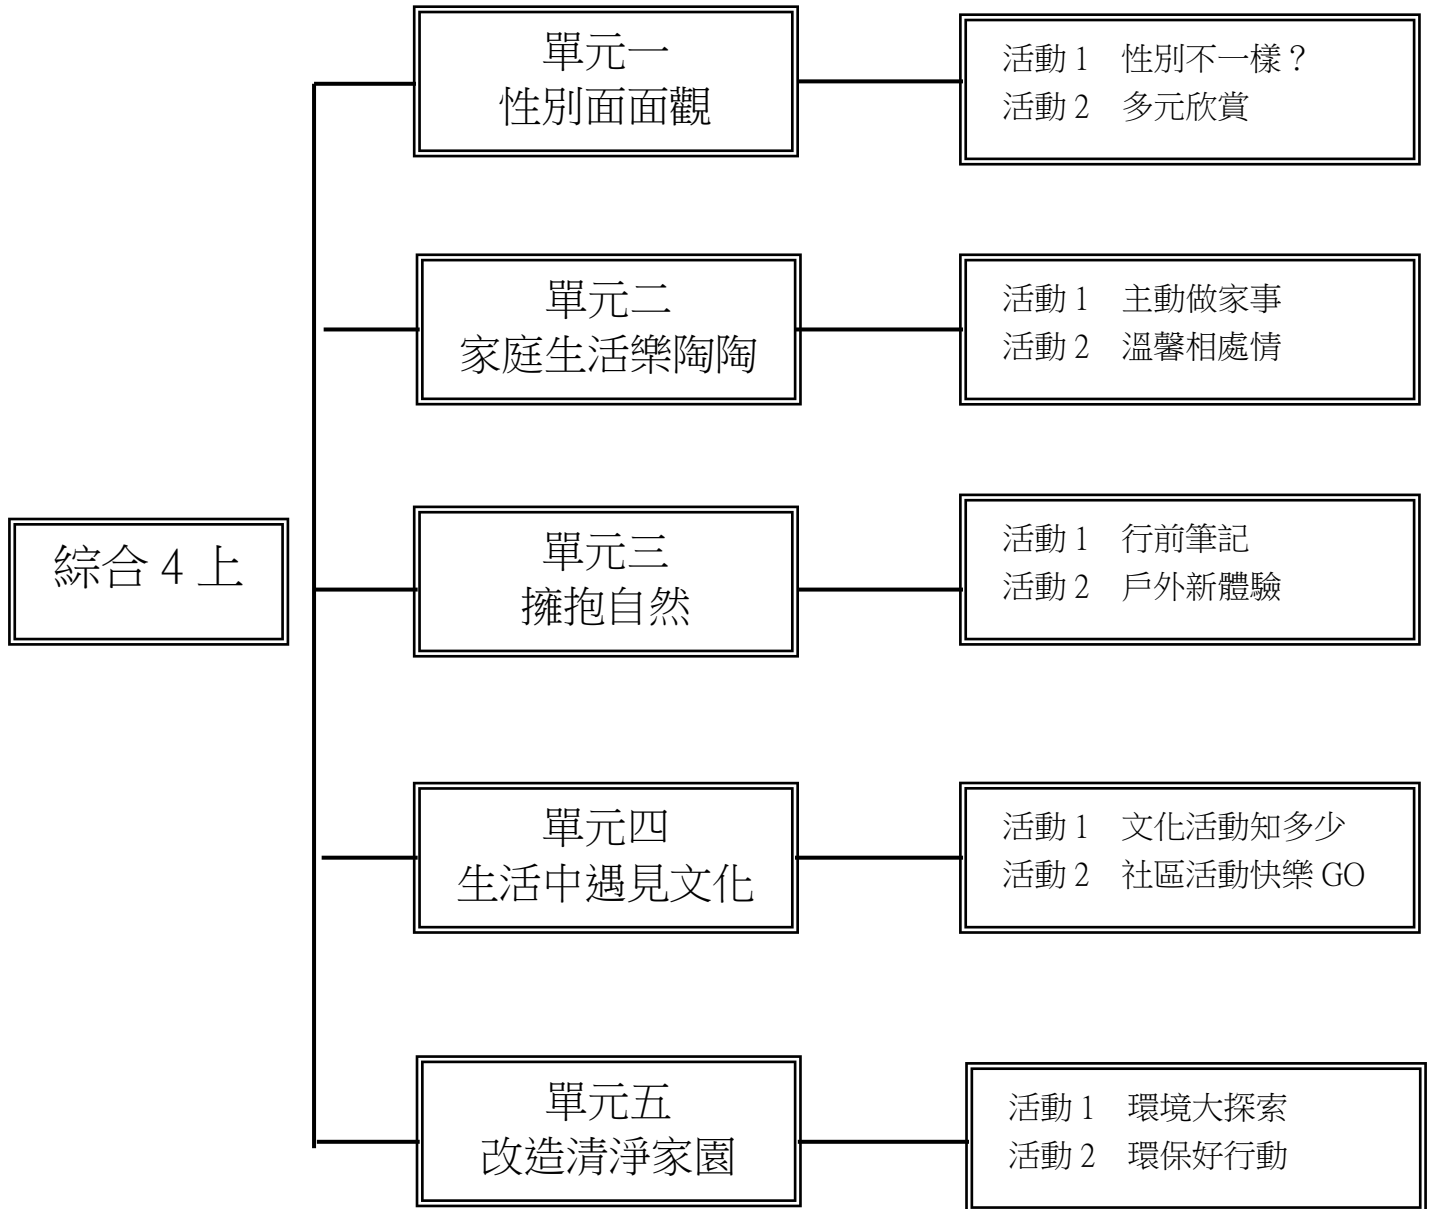 單元一
性別面面觀
活動 1　性別不一樣？
活動 2　多元欣賞
單元二
家庭生活樂陶陶
活動 1　主動做家事
活動 2　溫馨相處情
綜合 4 上
單元三
擁抱自然
活動 1　行前筆記
活動 2　戶外新體驗
單元四
生活中遇見文化
活動 1　文化活動知多少
活動 2　社區活動快樂 GO
單元五
改造清淨家園
活動 1　環境大探索
活動 2　環保好行動